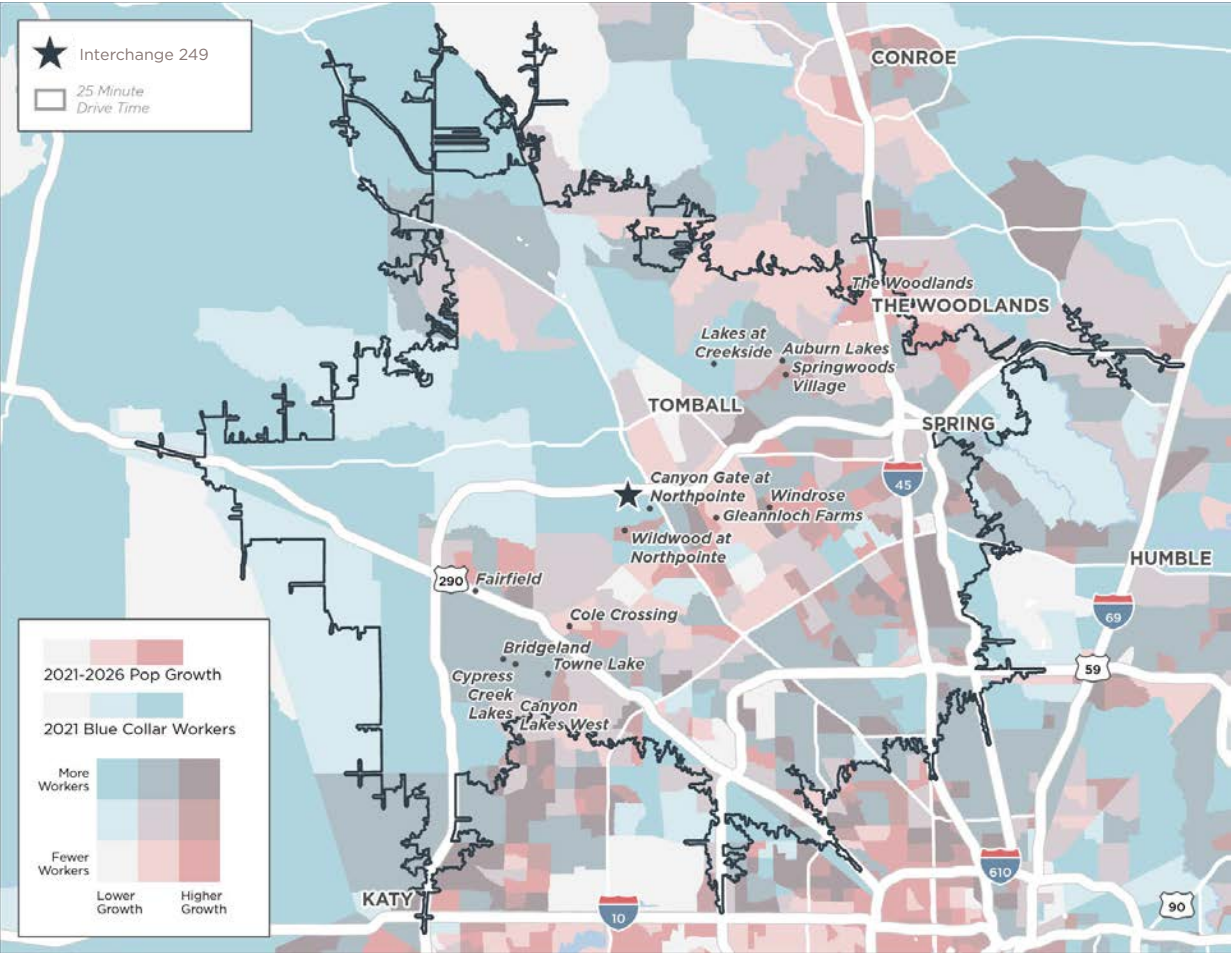 Interchange 249
25 Minute
Drive Time
CONROE
The Woodlands
THE WOODLANDS
Lakes at
Creekside
Auburn Lakes
Springwoods
Village
TOMBALL
SPRING
45
Canyon Gate at
Northpointe
Windrose
Gleannloch Farms
Wildwood at
Northpointe
HUMBLE
290
Fairfield
69
Cole Crossing
Bridgeland
Towne Lake
59
Cypress
Creek
Lakes
Canyon
Lakes West
2021-2026 Pop Growth
2021 Blue Collar Workers
More
Workers
Fewer
Workers
Lower
Growth
Higher
Growth
KATY
10
610
90